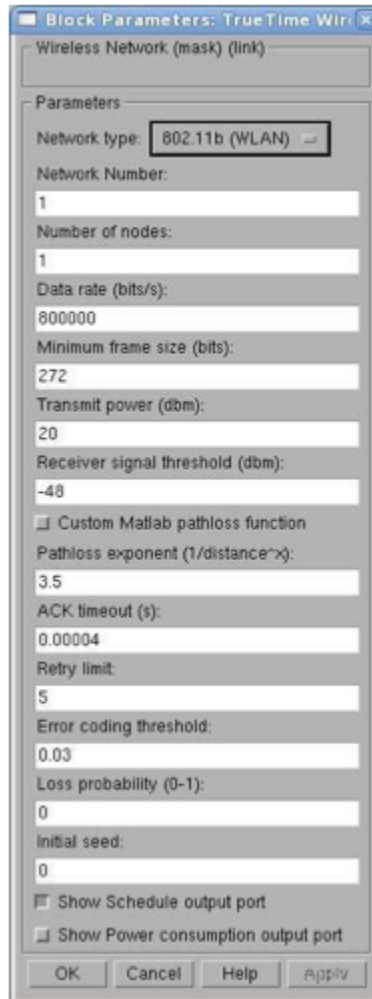 Block Parameters: TrueTime Wir
Wireless Network (mask) (link)
Parameters
Network type: 802.11b (WLAN)
Network Number:
1
Number of nodes:
1
Data rate (bits/s):
800000
Minimum frame size (bits):
272
Transmit power (dbm):
20
Receiver signal threshold (dbm):
-48
Custom Matlab pathloss function
Pathloss exponent (1/distance^x):
3.5
ACK timeout (s):
0.00004
Retry limit:
5
Error coding threshold:
0.03
Loss probability (0-1):
0
Initial seed:
0
Show Schedule output port
Show Power consumption output port
OK Cancel Help Apply